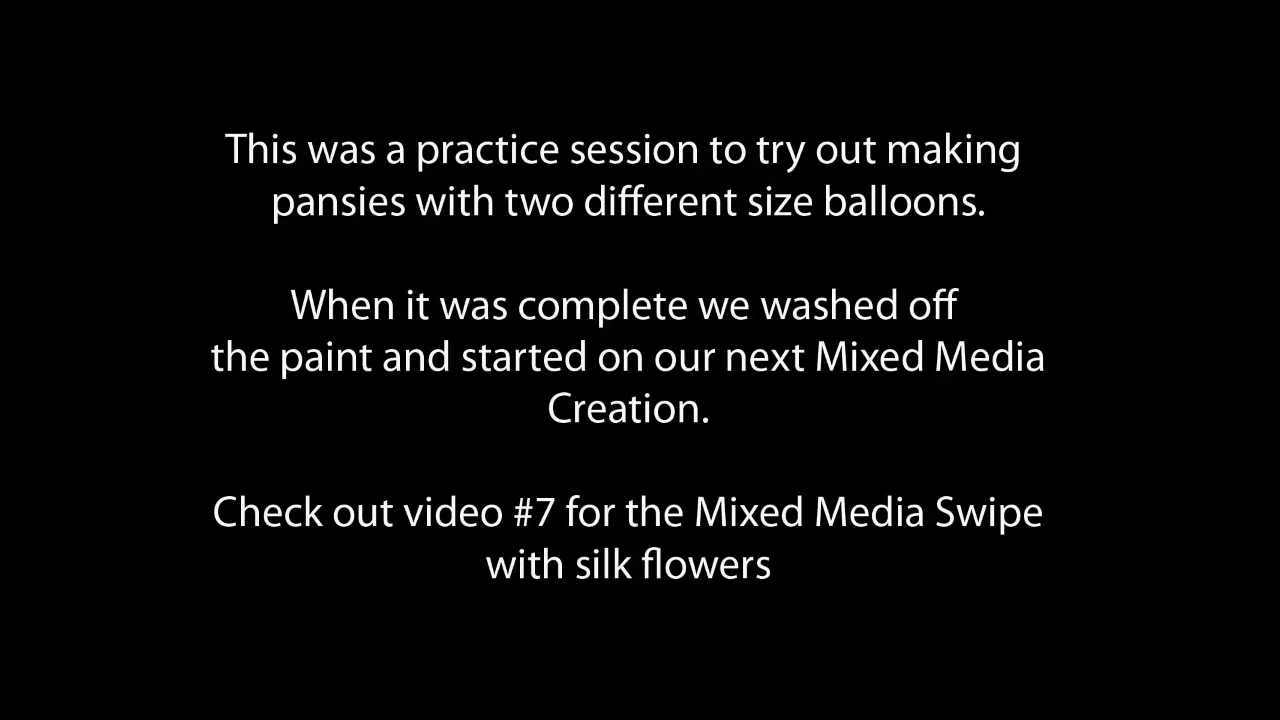 This was a practice session to try out making
pansies with two different size balloons.
When it was complete we washed off
the paint and started on our next Mixed Media
Creation.
Check out video #7 for the Mixed Media Swipe
with silk flowers